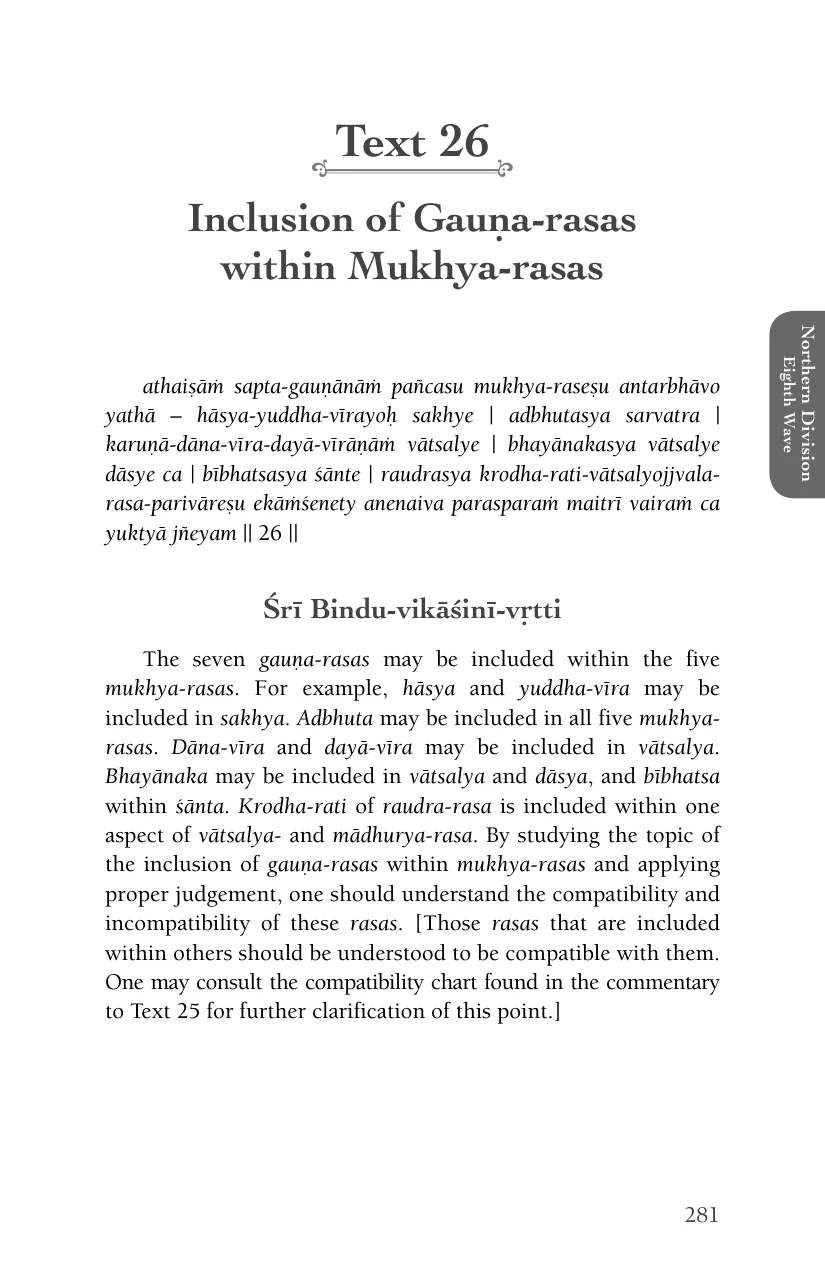 Text 26
Inclusion of Gauṇa-rasas
within Mukhya-rasas
Northern Division
Eighth Wave
athaiṣāṁ sapta-gauṇānāṁ pañcasu mukhya-raseṣu antarbhāvo
yathā – hāsya-yuddha-vīrayoḥ sakhye | adbhutasya sarvatra |
karuṇā-dāna-vīra-dayā-vīrāṇāṁ vātsalye | bhayānakasya vātsalye
dāsye ca | bībhatsasya śānte | raudrasya krodha-rati-vātsalyojjvala-
rasa-parivāreṣu ekāṁśenety anenaiva parasparaṁ maitrī vairaṁ ca
yuktyā jñeyam || 26 ||
Śrī Bindu-vikāśinī-vṛtti
The seven gauṇa-rasas may be included within the five
mukhya-rasas. For example, hāsya and yuddha-vīra may be
included in sakhya. Adbhuta may be included in all five mukhya-
rasas. Dāna-vīra and dayā-vīra may be included in vātsalya.
Bhayānaka may be included in vātsalya and dāsya, and bībhatsa
within śānta. Krodha-rati of raudra-rasa is included within one
aspect of vātsalya- and mādhurya-rasa. By studying the topic of
the inclusion of gauṇa-rasas within mukhya-rasas and applying
proper judgement, one should understand the compatibility and
incompatibility of these rasas. [Those rasas that are included
within others should be understood to be compatible with them.
One may consult the compatibility chart found in the commentary
to Text 25 for further clarification of this point.]
281